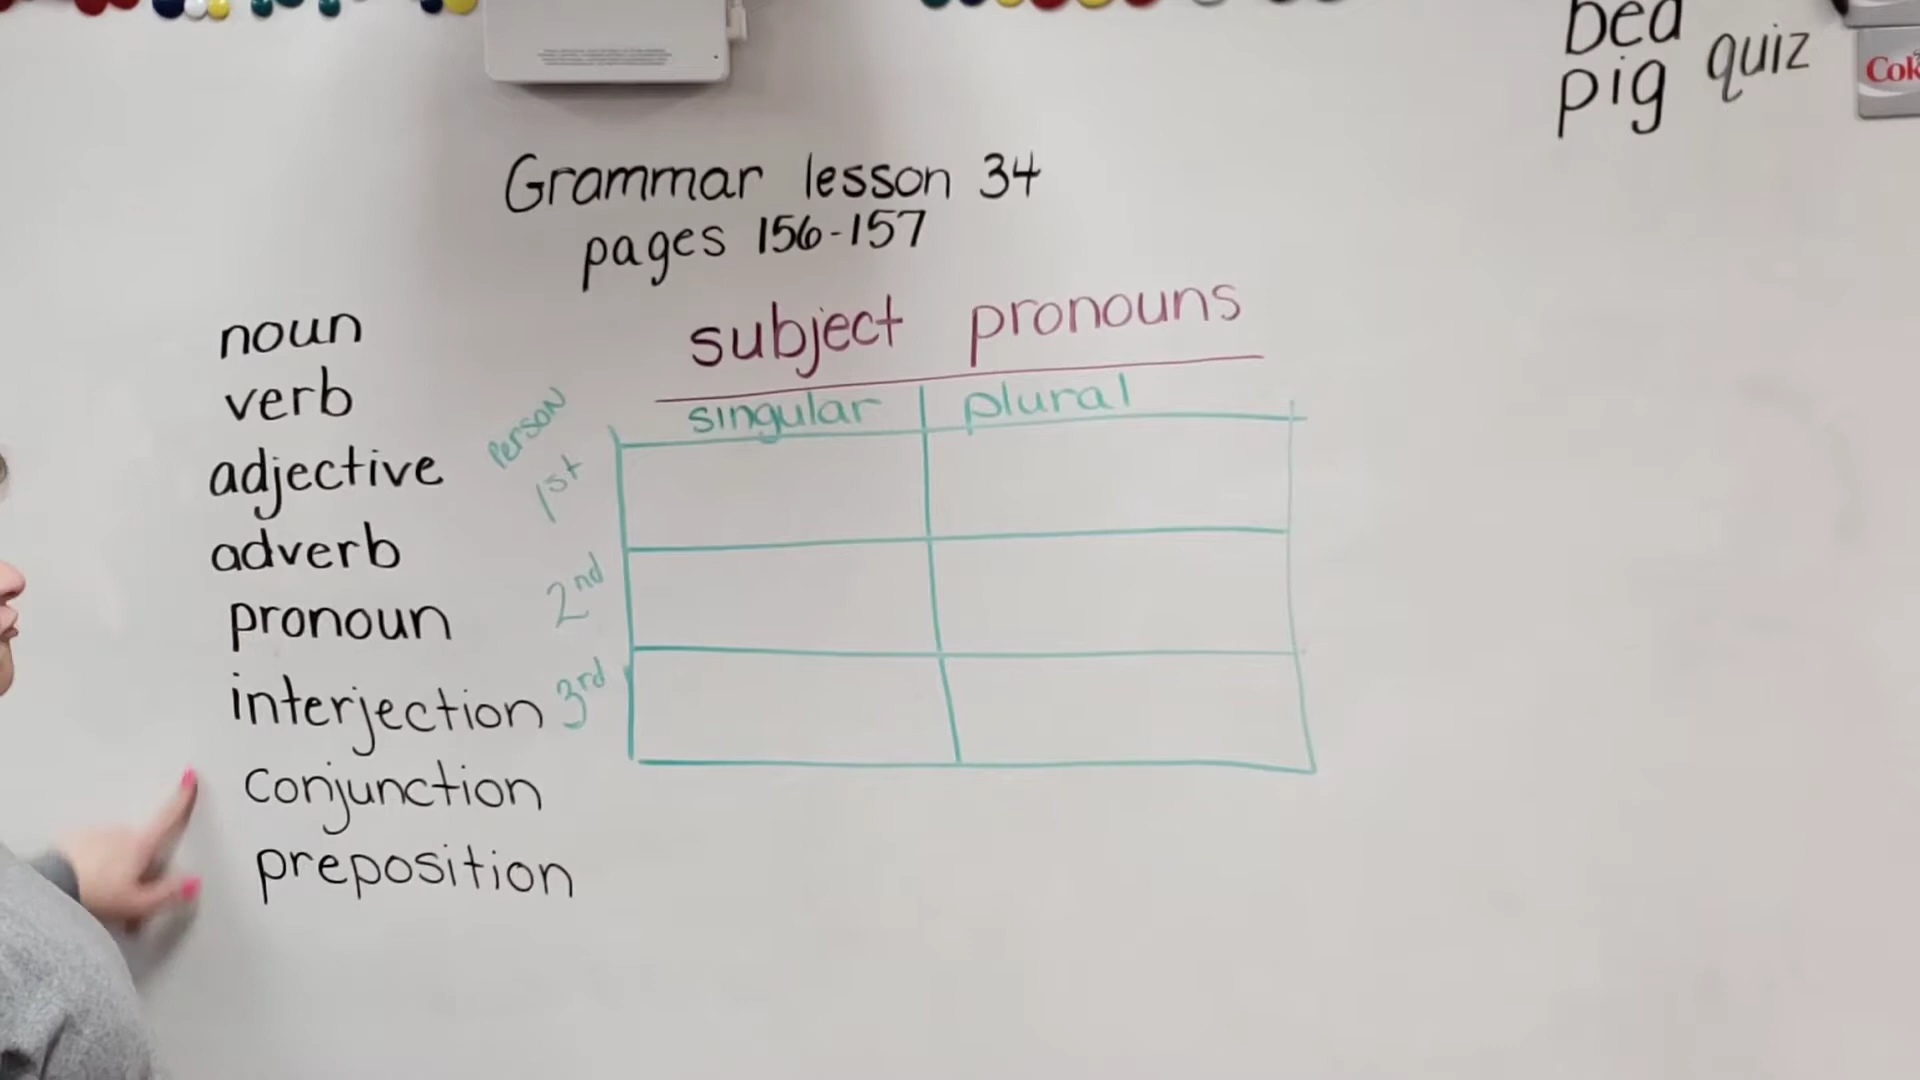 bed
pig quiz
Grammar lesson 34
pages 156-157
subject pronouns
singular plural
person
1st
2nd
3rd
noun
verb
adjective
adverb
pronoun
interjection
conjunction
preposition